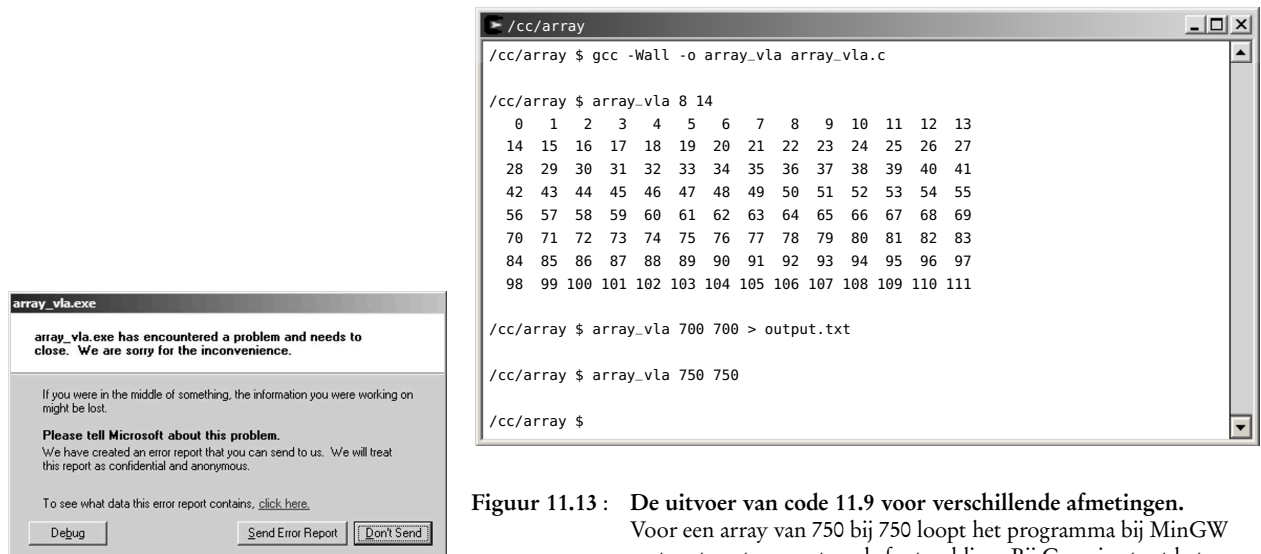 /cc/array
/cc/array $ gcc -Wall -o array_vla array_vla.c
/cc/array $ array_vla 8 14
0 1 2 3 4 5 6 7 8 9 10 11 12 13
14 15 16 17 18 19 20 21 22 23 24 25 26 27
28 29 30 31 32 33 34 35 36 37 38 39 40 41
42 43 44 45 46 47 48 49 50 51 52 53 54 55
56 57 58 59 60 61 62 63 64 65 66 67 68 69
70 71 72 73 74 75 76 77 78 79 80 81 82 83
84 85 86 87 88 89 90 91 92 93 94 95 96 97
98 99 100 101 102 103 104 105 106 107 108 109 110 111
/cc/array $ array_vla 700 700 > output.txt
/cc/array $ array_vla 750 750
/cc/array $
array_vla.exe
array_vla.exe has encountered a problem and needs to
close. We are sorry for the inconvenience.
If you were in the middle of something, the information you were working on
might be lost.
Please tell Microsoft about this problem.
We have created an error report that you can send to us. We will treat
this report as confidential and anonymous.
To see what data this error report contains, click here.
Debug Send Error Report Don't Send
Figuur 11.13 : De uitvoer van code 11.9 voor verschillende afmetingen.
Voor een array van 750 bij 750 loopt het programma bij MinGW